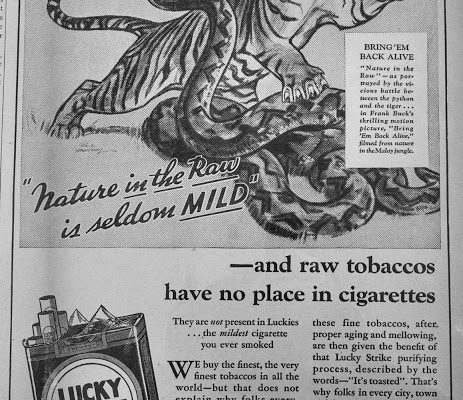 BRING 'EM
BACK ALIVE
"Nature in the
Raw"—as por-
trayed by the vi-
cious battle be-
tween the python
and the tiger . . .
in Frank Buck's
thrilling motion
picture, "Bring
'Em Back Alive,"
filmed from nature
in the Malay jungle.
"Nature in the Raw
is seldom MILD"
—and raw tobaccos
have no place in cigarettes
They are not present in Luckies
. . . the mildest cigarette
you ever smoked
WE buy the finest, the very
finest tobaccos in all the
world—but that does not
explain why folks every-
these fine tobaccos, after
proper aging and mellowing,
are then given the benefit of
that Lucky Strike purifying
process, described by the
words—"It's toasted". That's
why folks in every city, town
LUCKY